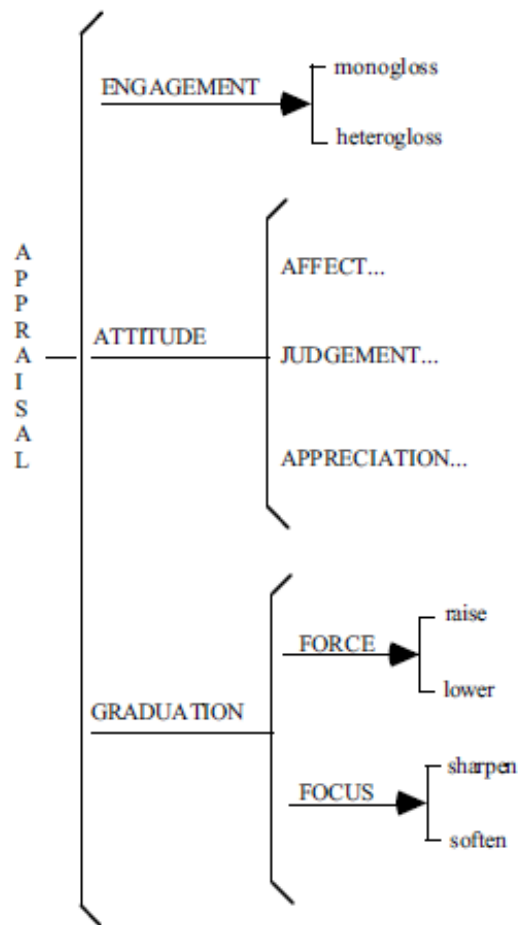 APPRAISAL
ENGAGEMENT
monogloss
heterogloss
ATTITUDE
AFFECT...
JUDGEMENT...
APPRECIATION...
GRADUATION
FORCE
raise
lower
FOCUS
sharpen
soften